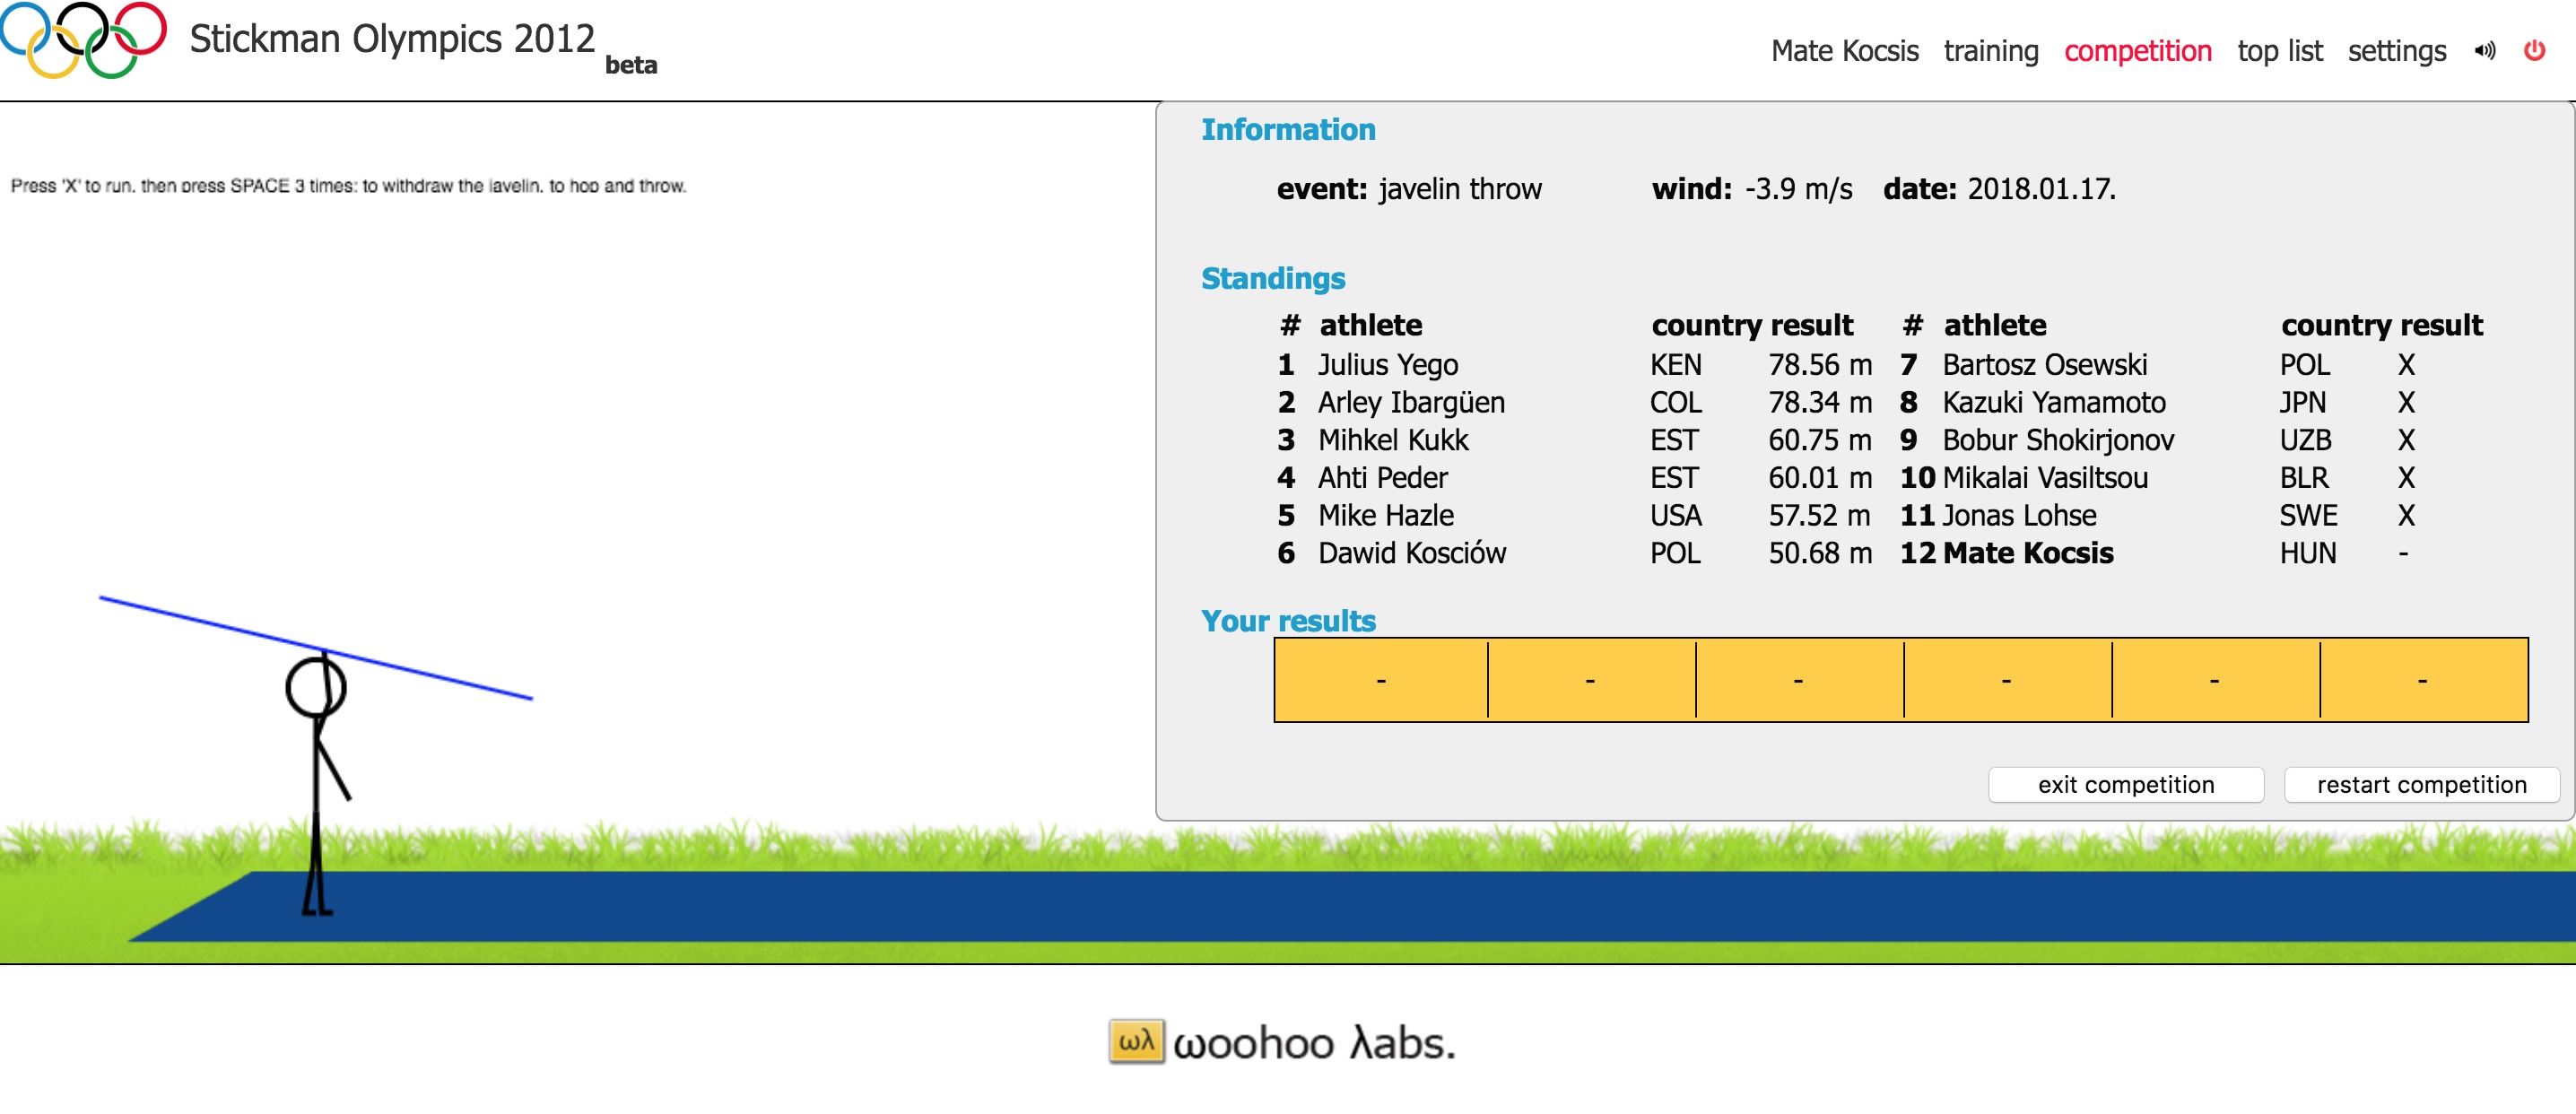 Stickman Olympics 2012 beta
Mate Kocsis training competition top list settings
Press 'X' to run, then press SPACE 3 times: to withdraw the javelin, to hop and throw.
Information
event: javelin throw wind: -3.9 m/s date: 2018.01.17.
Standings
# athlete country result # athlete country result
1 Julius Yego KEN 78.56 m 7 Bartosz Osewski POL X
2 Arley Ibargüen COL 78.34 m 8 Kazuki Yamamoto JPN X
3 Mihkel Kukk EST 60.75 m 9 Bobur Shokirjonov UZB X
4 Ahti Peder EST 60.01 m 10 Mikalai Vasiltsou BLR X
5 Mike Hazle USA 57.52 m 11 Jonas Lohse SWE X
6 Dawid Kosciów POL 50.68 m 12 Mate Kocsis HUN -
Your results
- - - - - -
exit competition restart competition
ωλ ωoohoo λabs.